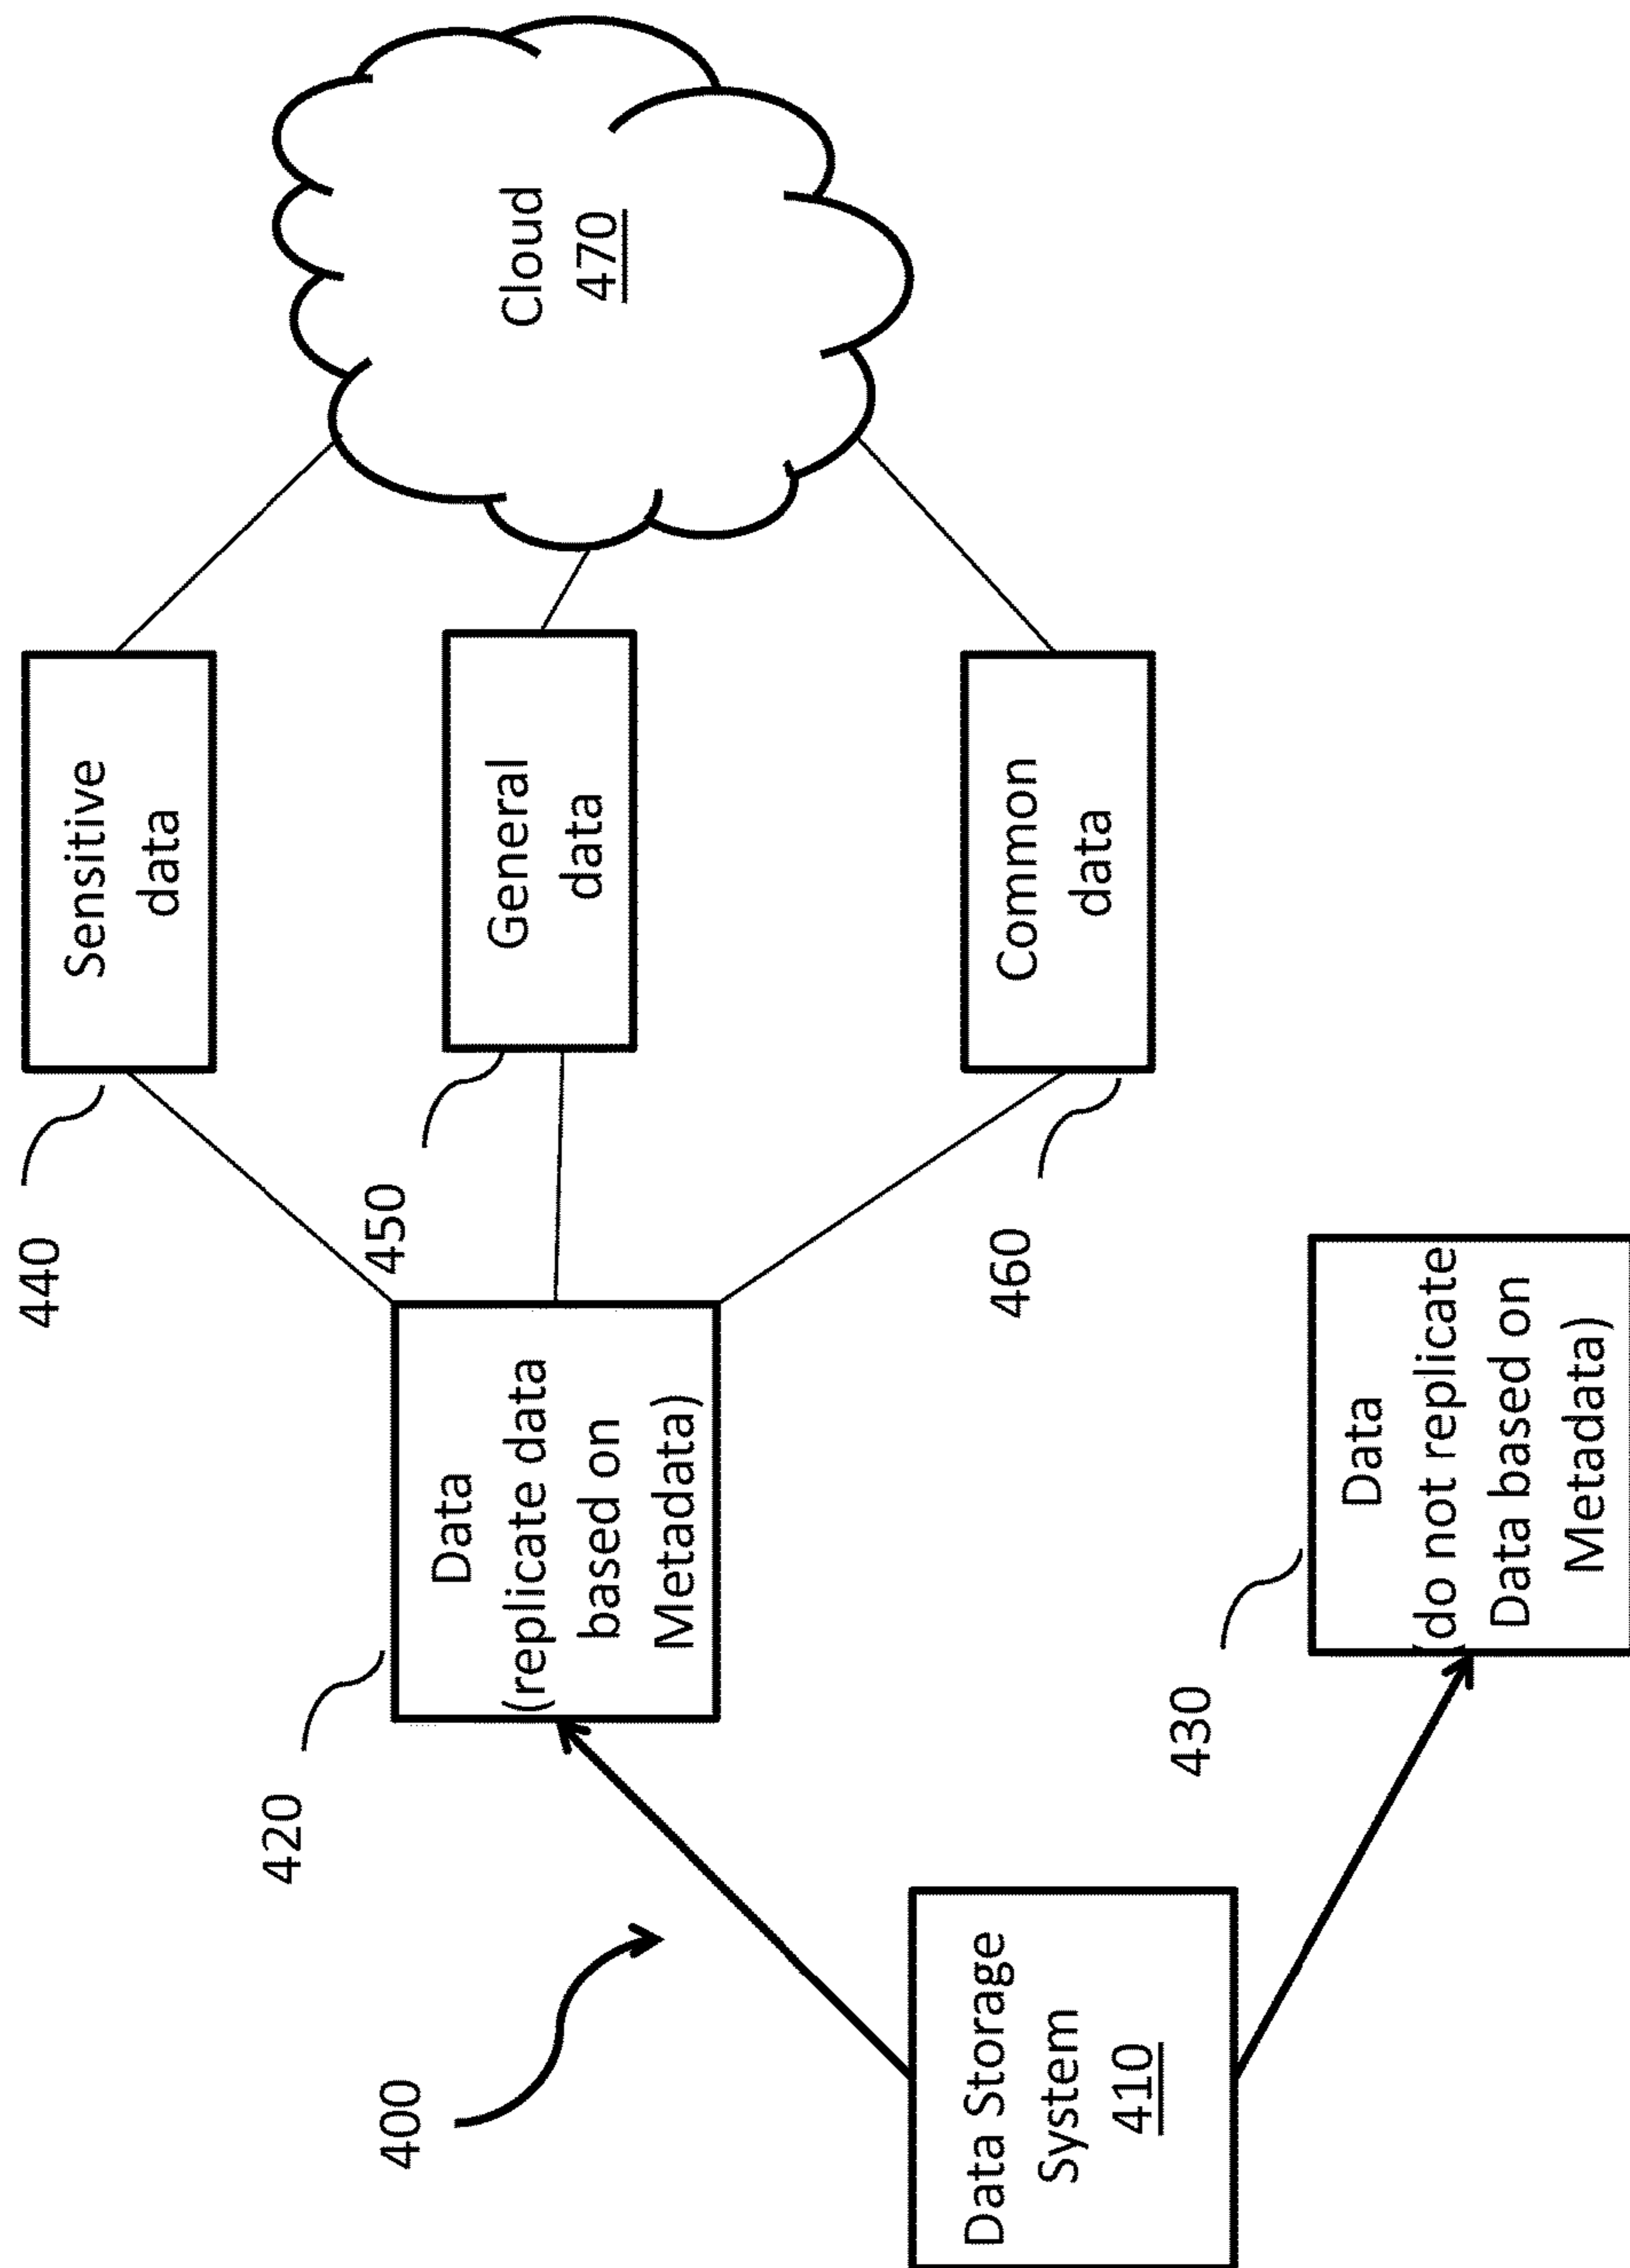 400
Data Storage
System
410
420
Data
(replicate data
based on
Metadata)
430
Data
(do not replicate
Data based on
Metadata)
440
Sensitive
data
450
General
data
460
Common
data
Cloud
470